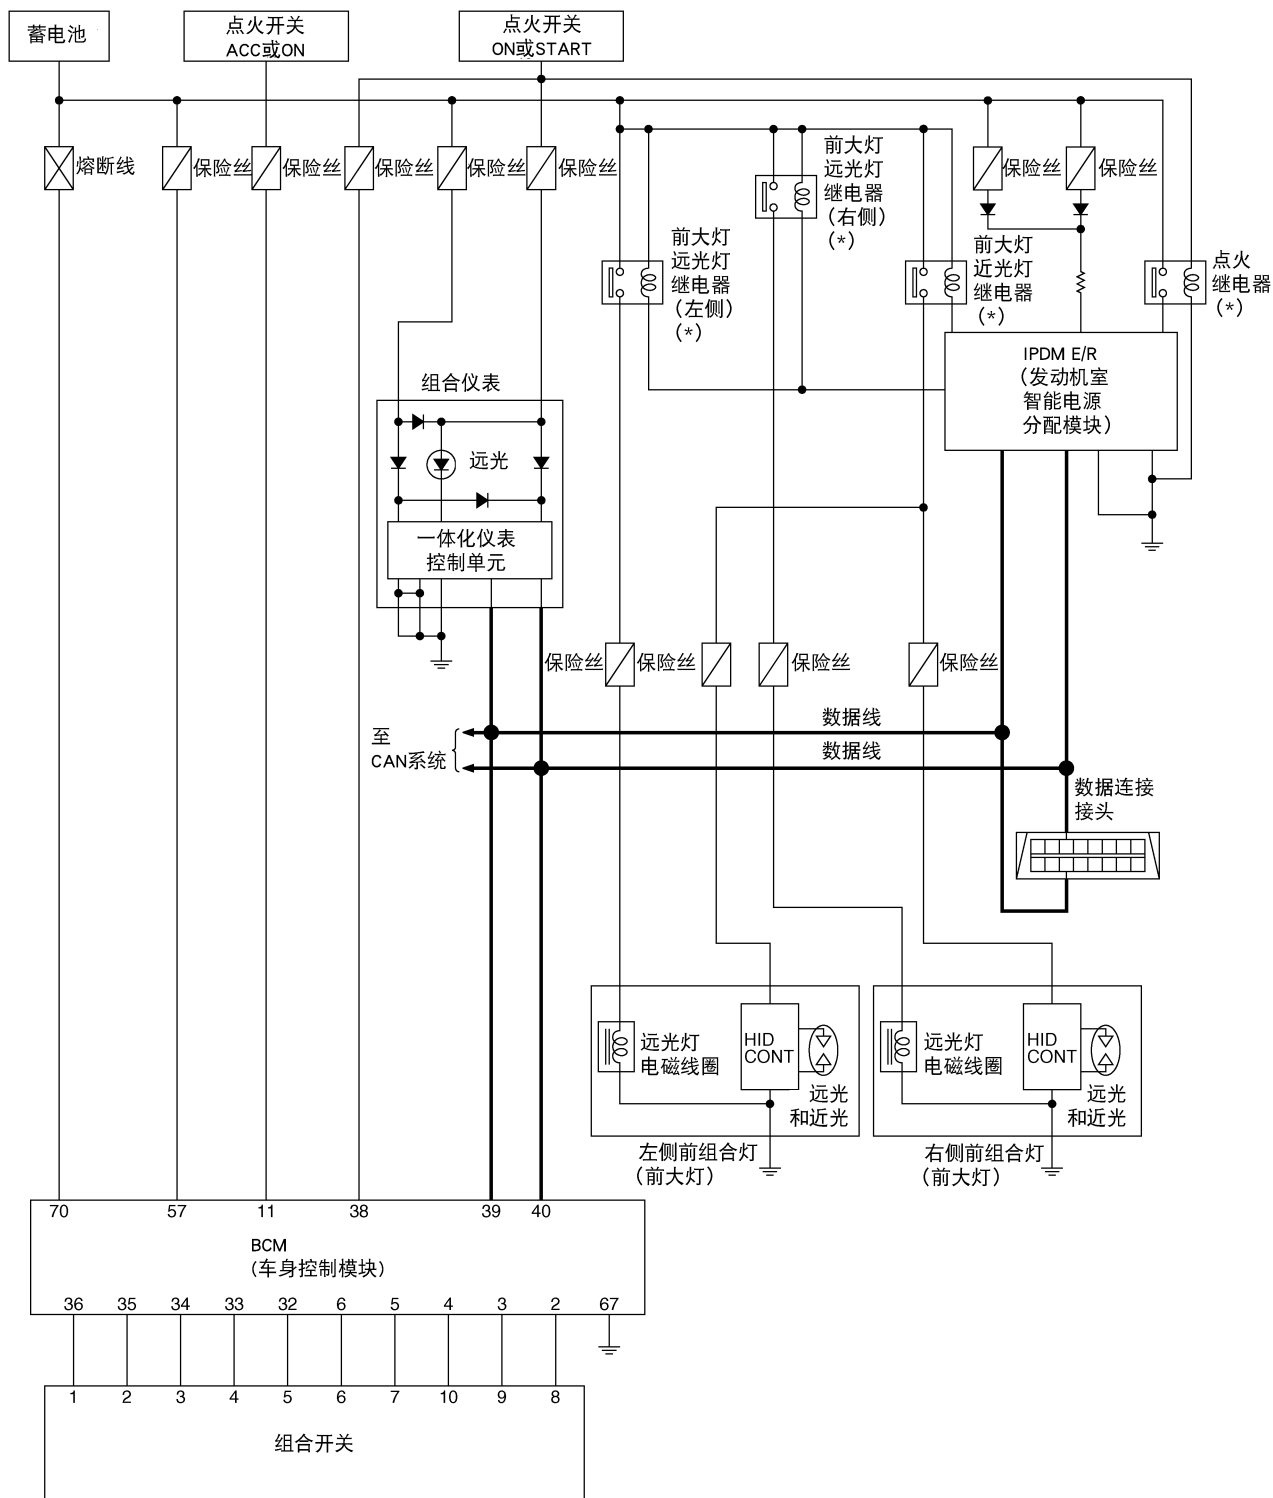 蓄电池
点火开关
ACC或ON
点火开关
ON或START
熔断线
保险丝
保险丝
保险丝
保险丝
保险丝
前大灯
远光灯
继电器
(右侧)
(*)
保险丝
保险丝
前大灯
远光灯
继电器
(左侧)
(*)
前大灯
近光灯
继电器
(*)
点火
继电器
(*)
IPDM E/R
(发动机室
智能电源
分配模块)
组合仪表
远光
一体化仪表
控制单元
保险丝
保险丝
保险丝
保险丝
至
CAN系统
数据线
数据线
数据连接
接头
远光灯
电磁线圈
HID
CONT
远光
和近光
远光灯
电磁线圈
HID
CONT
远光
和近光
左侧前组合灯
(前大灯)
右侧前组合灯
(前大灯)
70 57 11 38 39 40
BCM
(车身控制模块)
36 35 34 33 32 6 5 4 3 2 67
1 2 3 4 5 6 7 10 9 8
组合开关